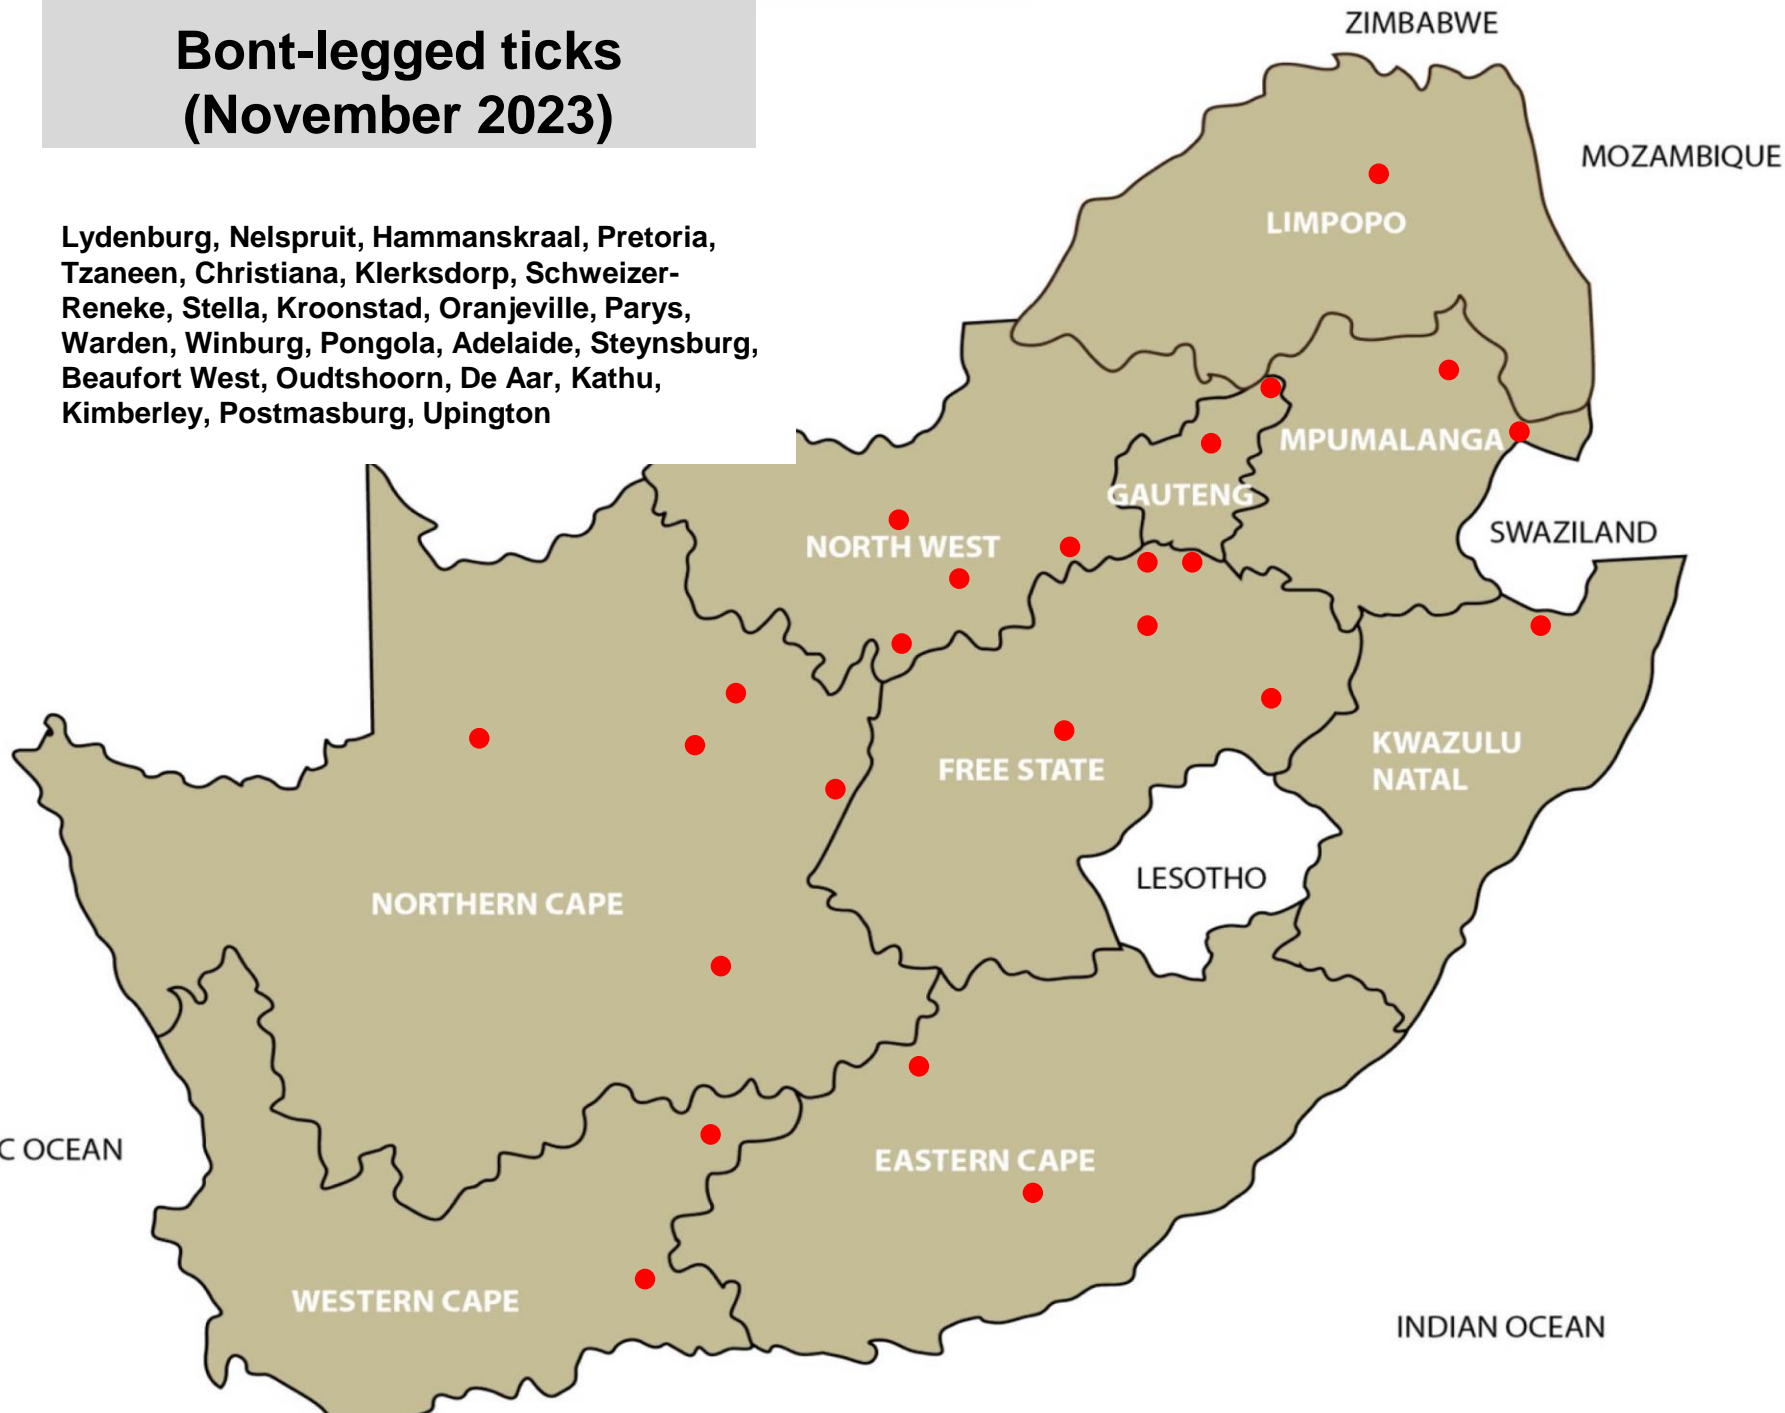 Bont-legged ticks
(November 2023)
Lydenburg, Nelspruit, Hammanskraal, Pretoria,
Tzaneen, Christiana, Klerksdorp, Schweizer-
Reneke, Stella, Kroonstad, Oranjeville, Parys,
Warden, Winburg, Pongola, Adelaide, Steynsburg,
Beaufort West, Oudtshoorn, De Aar, Kathu,
Kimberley, Postmasburg, Upington
ZIMBABWE
MOZAMBIQUE
LIMPOPO
MPUMALANGA
GAUTENG
SWAZILAND
NORTH WEST
KWAZULU
NATAL
FREE STATE
LESOTHO
NORTHERN CAPE
C OCEAN
EASTERN CAPE
WESTERN CAPE
INDIAN OCEAN